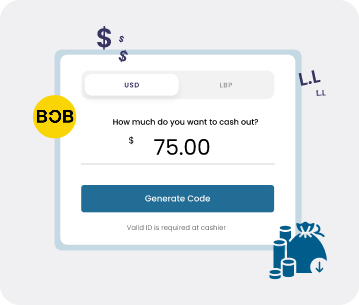 $ $
$
L.L
L.L
USD LBP
BOB
How much do you want to cash out?
$ 75.00
Generate Code
Valid ID is required at cashier